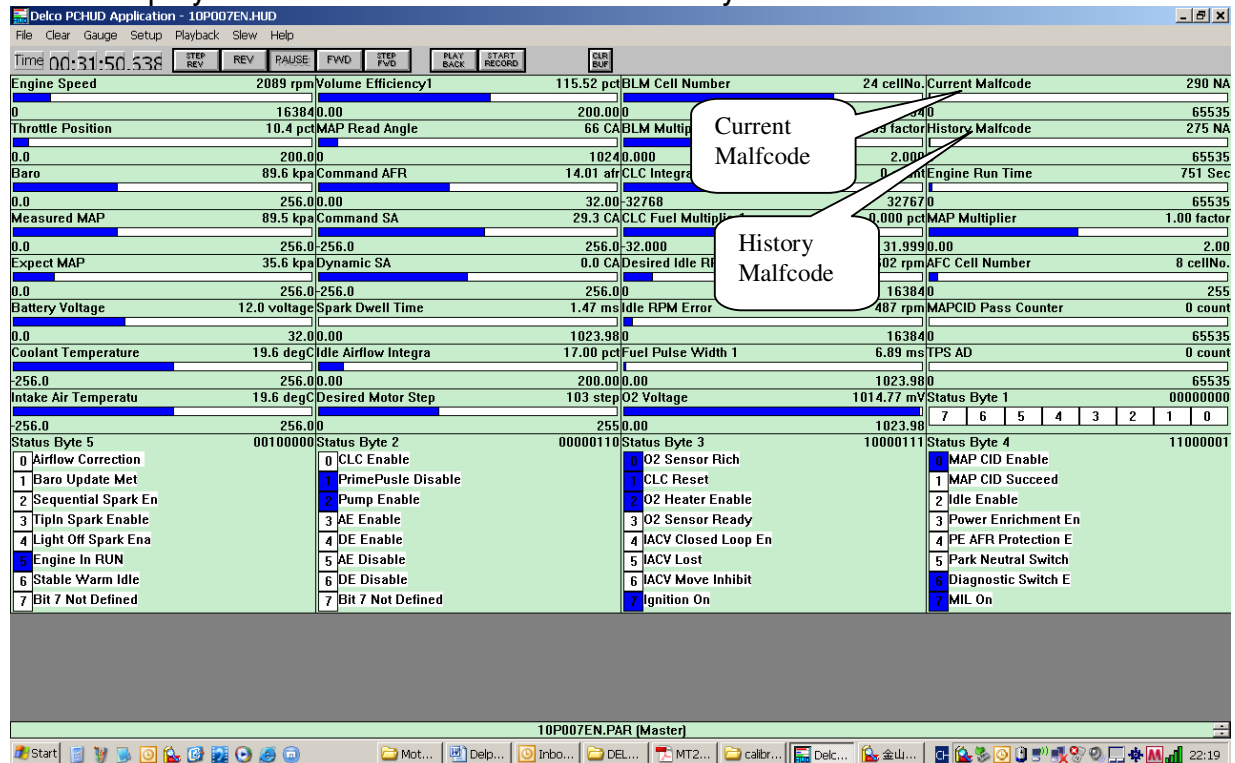 Delco PCHUD Application - 10P007EN.HUD
File Clear Gauge Setup Playback Slew Help
Time 00:31:50.538 STEP REV REV PAUSE FWD STEP FWD PLAY BACK START RECORD CLR BUF
Engine Speed 2089 rpm Volume Efficiency1 115.52 pct BLM Cell Number 24 cellNo. Current Malfcode 290 NA
0 16384 0.00 200.00 0 0 65535
Throttle Position 10.4 pct MAP Read Angle 66 CA BLM Multip factor History Malfcode 275 NA
0.0 200.0 0 1024 0.000 2.000 65535
Current
Malfcode
Baro 89.6 kpa Command AFR 14.01 afr CLC Integra Engine Run Time 751 Sec
0.0 256.0 0.00 32.00 -32768 32767 0 65535
Measured MAP 89.5 kpa Command SA 29.3 CA CLC Fuel Multipli 0.000 pct MAP Multiplier 1.00 factor
0.0 256.0 -256.0 256.0 -32.000 31.999 0.00 2.00
Expect MAP 35.6 kpa Dynamic SA 0.0 CA Desired Idle RP rpm AFC Cell Number 8 cellNo.
0.0 256.0 -256.0 256.0 0 16384 0 255
History
Malfcode
Battery Voltage 12.0 voltage Spark Dwell Time 1.47 ms Idle RPM Error 487 rpm MAPCID Pass Counter 0 count
0.0 32.0 0.00 1023.98 0 16384 0 65535
Coolant Temperature 19.6 degC Idle Airflow Integra 17.00 pct Fuel Pulse Width 1 6.89 ms TPS AD 0 count
-256.0 256.0 0.00 200.00 0.00 1023.98 0 65535
Intake Air Temperatu 19.6 degC Desired Motor Step 103 step O2 Voltage 1014.77 mV Status Byte 1 00000000
7 6 5 4 3 2 1 0
-256.0 256.0 0 255 0.00 1023.98
Status Byte 5 00100000 Status Byte 2 00000110 Status Byte 3 10000111 Status Byte 4 11000001
0 Airflow Correction 0 CLC Enable 0 O2 Sensor Rich 0 MAP CID Enable
1 Baro Update Met 1 PrimePusle Disable 1 CLC Reset 1 MAP CID Succeed
2 Sequential Spark En 2 Pump Enable 2 O2 Heater Enable 2 Idle Enable
3 TipIn Spark Enable 3 AE Enable 3 O2 Sensor Ready 3 Power Enrichment En
4 Light Off Spark Ena 4 DE Enable 4 IACV Closed Loop En 4 PE AFR Protection E
5 Engine In RUN 5 AE Disable 5 IACV Lost 5 Park Neutral Switch
6 Stable Warm Idle 6 DE Disable 6 IACV Move Inhibit 6 Diagnostic Switch E
7 Bit 7 Not Defined 7 Bit 7 Not Defined 7 Ignition On 7 MIL On
10P007EN.PAR (Master)
Start Mot... Delp... Inbo... DEL... MT2... calibr... Delc... 金山... CH 22:19